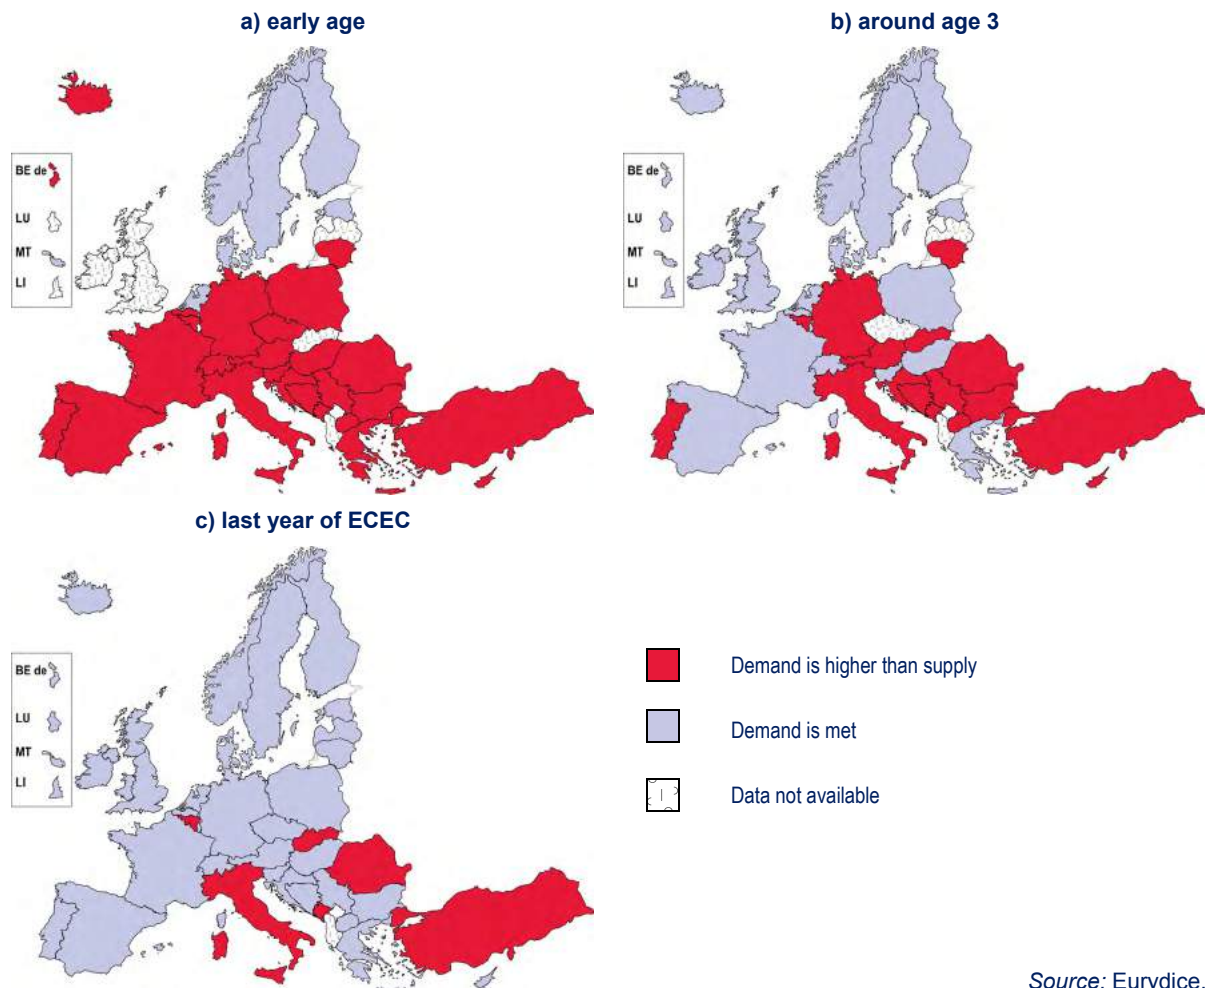 a) early age
b) around age 3
BE de
LU
MT
LI
BE de
LU
MT
LI
c) last year of ECEC
BE de
LU
MT
LI
Demand is higher than supply
Demand is met
Data not available
Source: Eurydice.